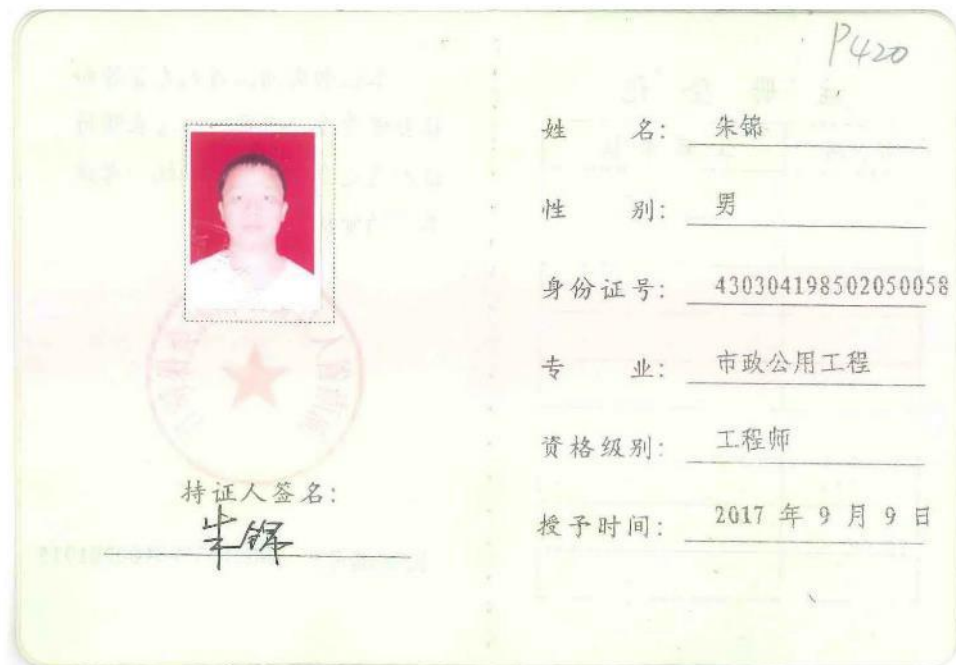 P420
姓 名: 朱锦
性 别: 男
身份证号: 430304198502050058
专 业: 市政公用工程
资格级别: 工程师
授予时间: 2017 年 9 月 9 日
持证人签名:
朱锦